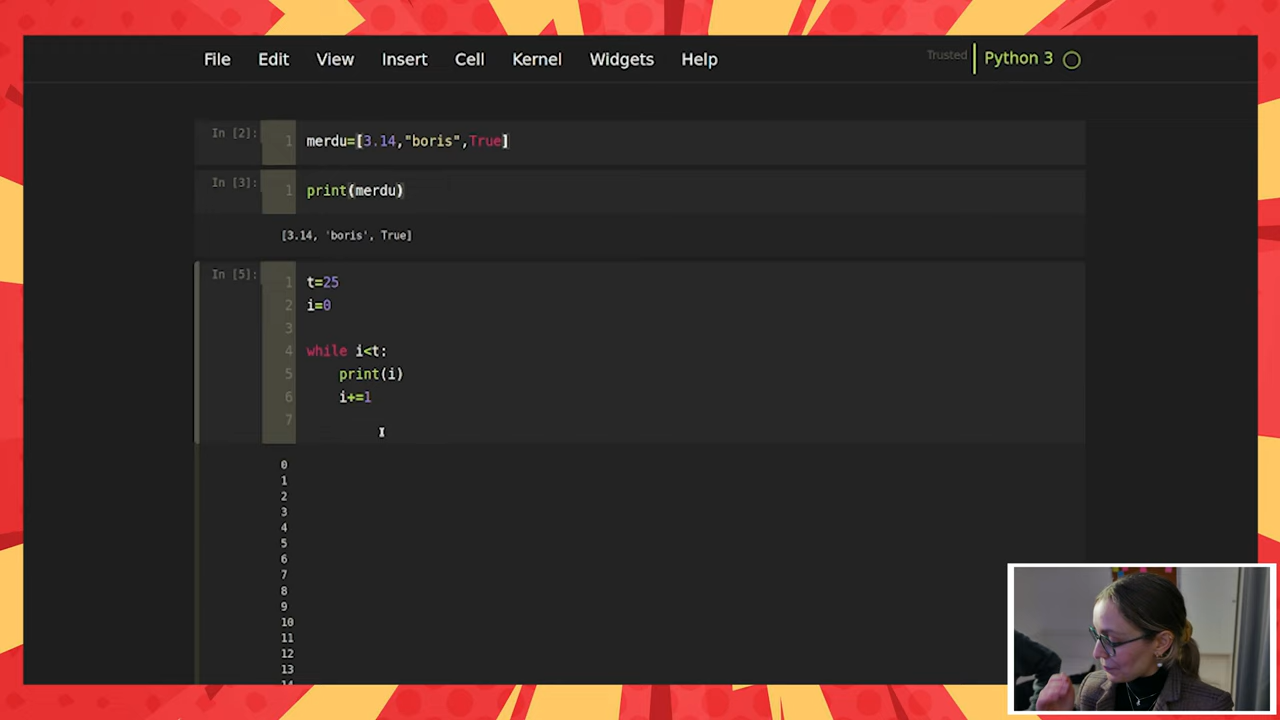 File Edit View Insert Cell Kernel Widgets Help Trusted Python 3
In [2]: 1 merdu=[3.14,"boris",True]
In [3]: 1 print(merdu)
[3.14, 'boris', True]
In [5]: 1 t=25
2 i=0
3
4 while i<t:
5 print(i)
6 i+=1
7
0
1
2
3
4
5
6
7
8
9
10
11
12
13
14